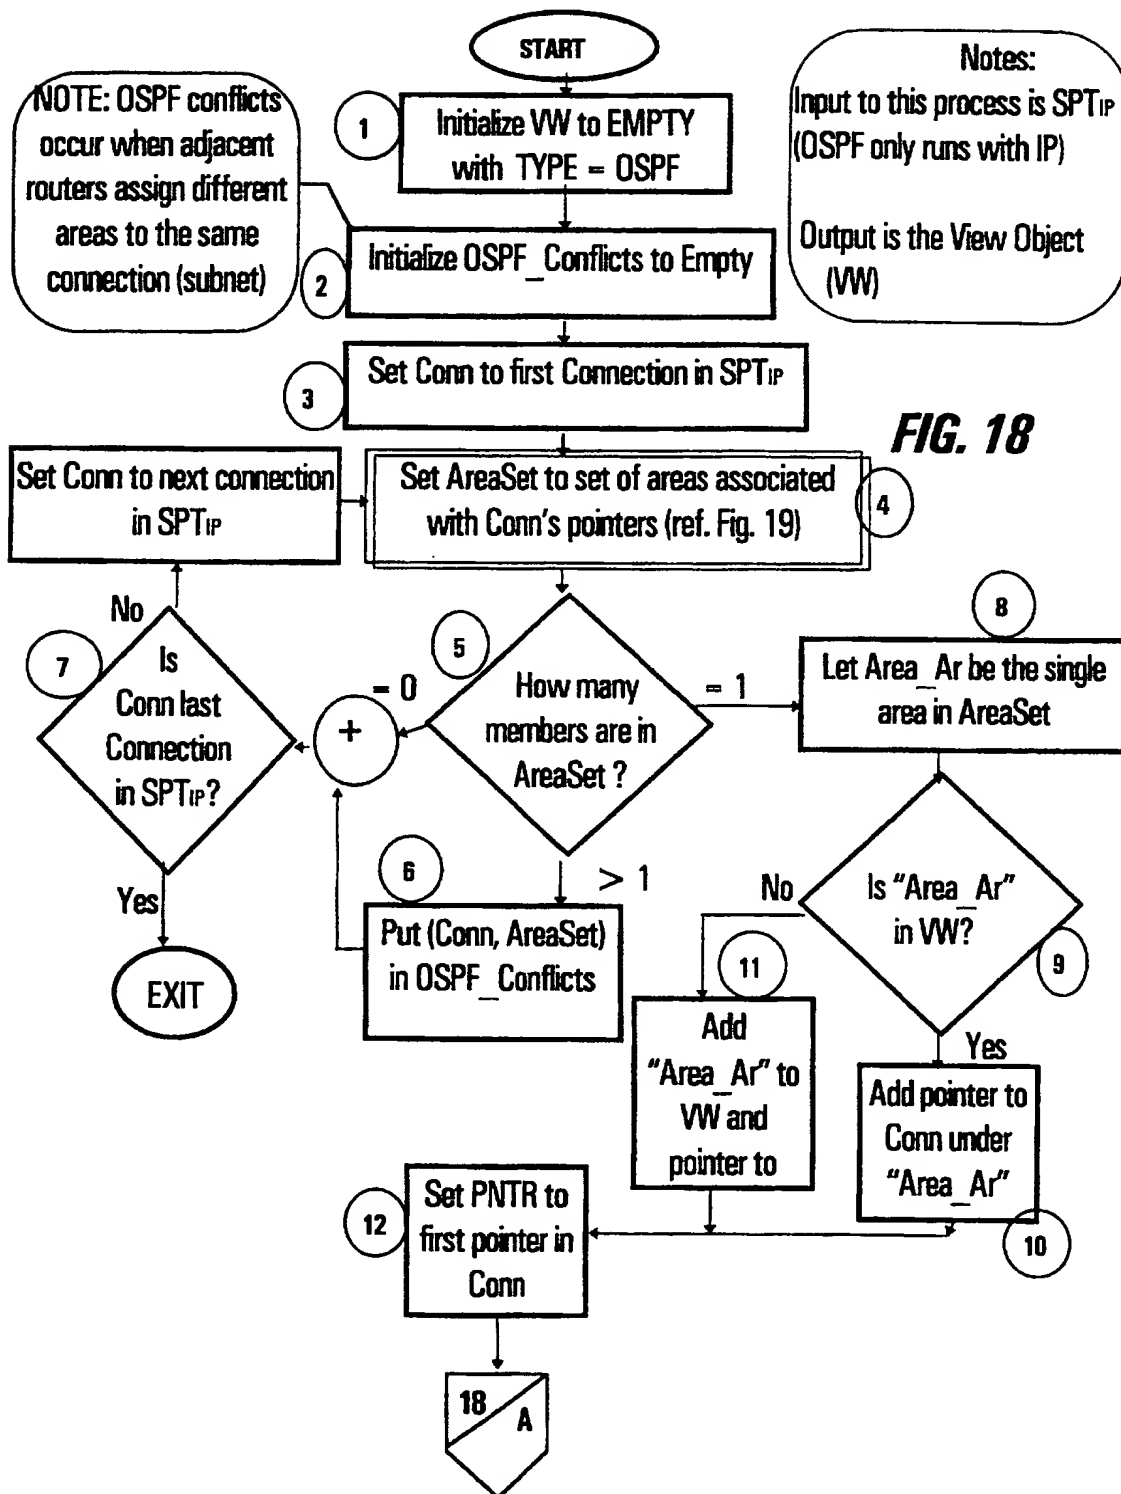 START
NOTE: OSPF conflicts
occur when adjacent
routers assign different
areas to the same
connection (subnet)
1
Initialize VW to EMPTY
with TYPE = OSPF
Notes:
Input to this process is SPTIP
(OSPF only runs with IP)
Output is the View Object
(VW)
2
Initialize OSPF_Conflicts to Empty
3
Set Conn to first Connection in SPTIP
FIG. 18
Set Conn to next connection
in SPTIP
Set AreaSet to set of areas associated
with Conn's pointers (ref. Fig. 19)
4
No
7
Is
Conn last
Connection
in SPTIP?
Yes
EXIT
= 0
+
5
How many
members are in
AreaSet ?
= 1
> 1
6
Put (Conn, AreaSet)
in OSPF_Conflicts
8
Let Area_Ar be the single
area in AreaSet
No
Is "Area_Ar"
in VW?
9
Yes
11
Add
"Area_Ar" to
VW and
pointer to
Add pointer to
Conn under
"Area_Ar"
10
12
Set PNTR to
first pointer in
Conn
18
A